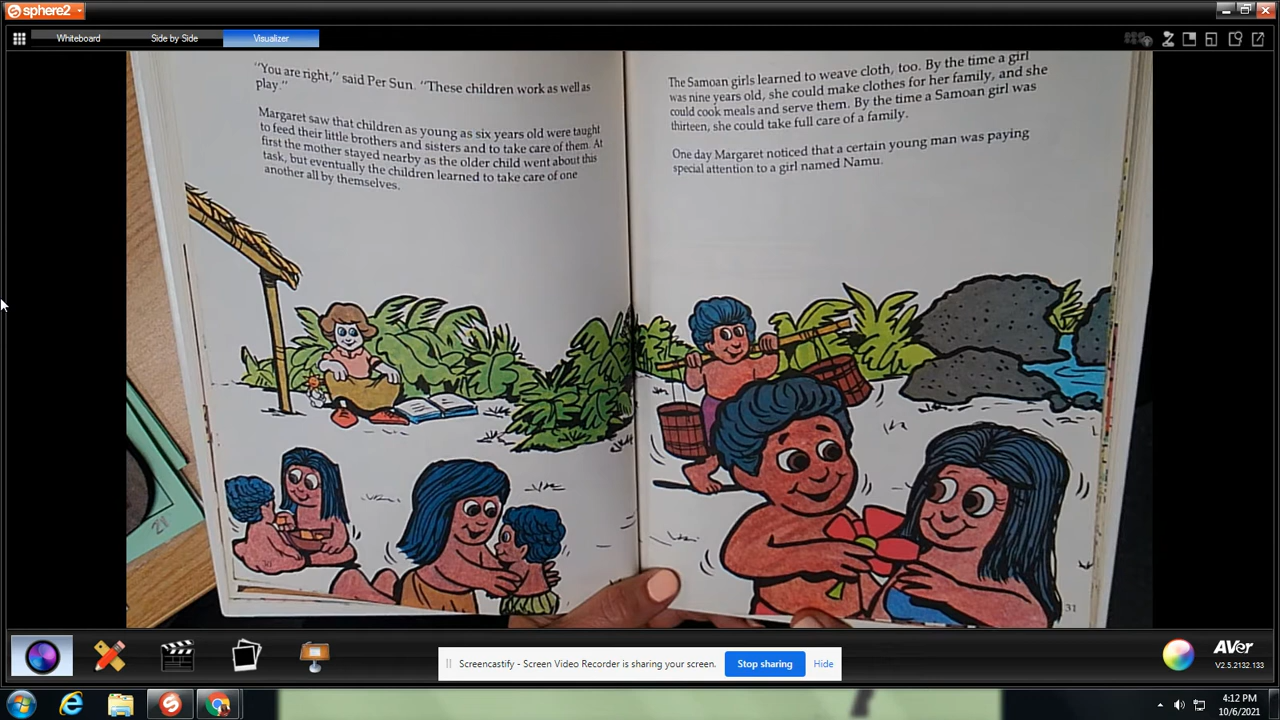 sphere2
Whiteboard
Side by Side
Visualizer
"You are right," said Per Sun. "These children work as well as
play."
Margaret saw that children as young as six years old were taught
to feed their little brothers and sisters and to take care of them. At
first the mother stayed nearby as the older child went about this
task, but eventually the children learned to take care of one
another all by themselves.
30
The Samoan girls learned to weave cloth, too. By the time a girl
was nine years old, she could make clothes for her family, and she
could cook meals and serve them. By the time a Samoan girl was
thirteen, she could take full care of a family.
One day Margaret noticed that a certain young man was paying
special attention to a girl named Namu.
31
21
Screencastify - Screen Video Recorder is sharing your screen.
Stop sharing
Hide
AVer
V2.5.2132.133
4:12 PM
10/6/2021